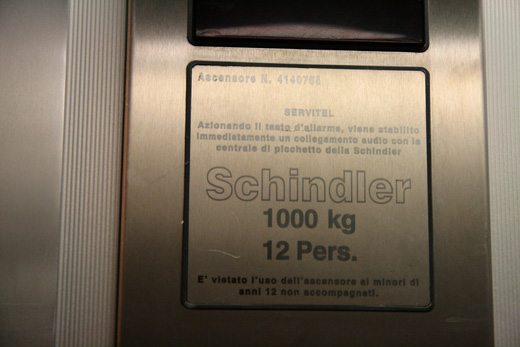 Ascensore N. 4140788
SERVITEL
Azionando il tasto d'allarme, viene stabilito
immediatamente un collegamento audio con la
centrale di picchetto della Schindler
Schindler
1000 kg
12 Pers.
E' vietato l'uso dell'ascensore ai minori di
anni 12 non accompagnati.